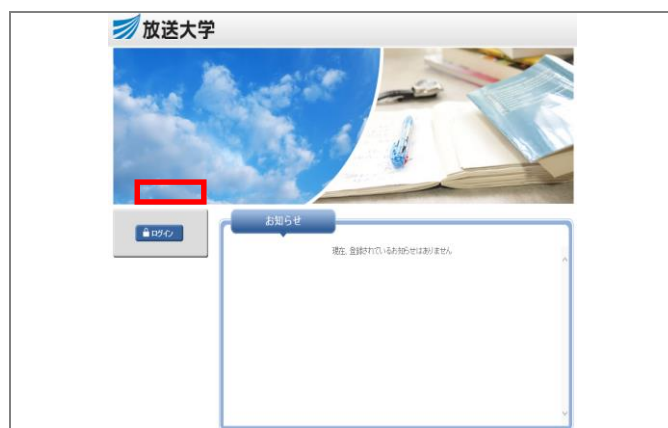 放送大学
ログイン
お知らせ
現在、登録されているお知らせはありません